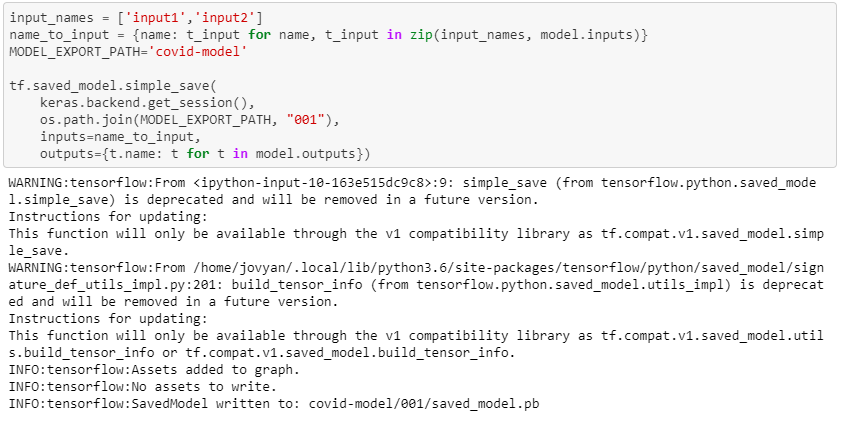 input_names = ['input1','input2']
name_to_input = {name: t_input for name, t_input in zip(input_names, model.inputs)}
MODEL_EXPORT_PATH='covid-model'
tf.saved_model.simple_save(
    keras.backend.get_session(),
    os.path.join(MODEL_EXPORT_PATH, "001"),
    inputs=name_to_input,
    outputs={t.name: t for t in model.outputs})
WARNING:tensorflow:From <ipython-input-10-163e515dc9c8>:9: simple_save (from tensorflow.python.saved_mode
l.simple_save) is deprecated and will be removed in a future version.
Instructions for updating:
This function will only be available through the v1 compatibility library as tf.compat.v1.saved_model.simp
le_save.
WARNING:tensorflow:From /home/jovyan/.local/lib/python3.6/site-packages/tensorflow/python/saved_model/sign
ature_def_utils_impl.py:201: build_tensor_info (from tensorflow.python.saved_model.utils_impl) is deprecat
ed and will be removed in a future version.
Instructions for updating:
This function will only be available through the v1 compatibility library as tf.compat.v1.saved_model.util
s.build_tensor_info or tf.compat.v1.saved_model.build_tensor_info.
INFO:tensorflow:Assets added to graph.
INFO:tensorflow:No assets to write.
INFO:tensorflow:SavedModel written to: covid-model/001/saved_model.pb